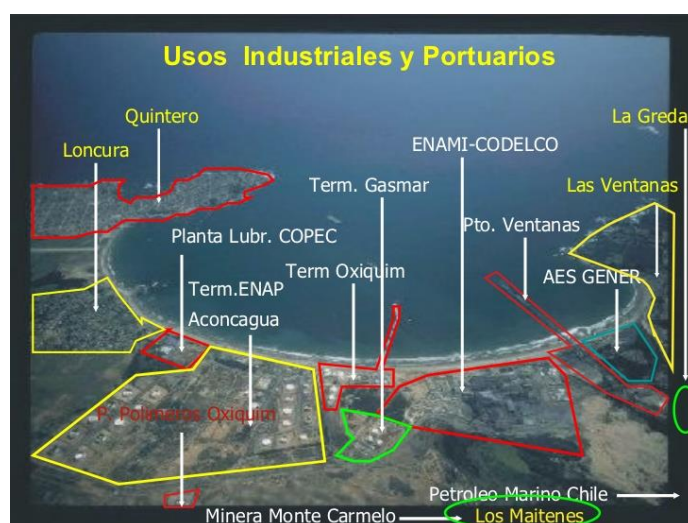 Usos Industriales y Portuarios
Quintero
La Greda
Loncura
ENAMI-CODELCO
Term. Gasmar
Las Ventanas
Planta Lubr. COPEC
Pto. Ventanas
Term Oxiquim
AES GENER
Term.ENAP
Aconcagua
P. Polimeros Oxiquim
Petroleo Marino Chile
Minera Monte Carmelo
Los Maitenes